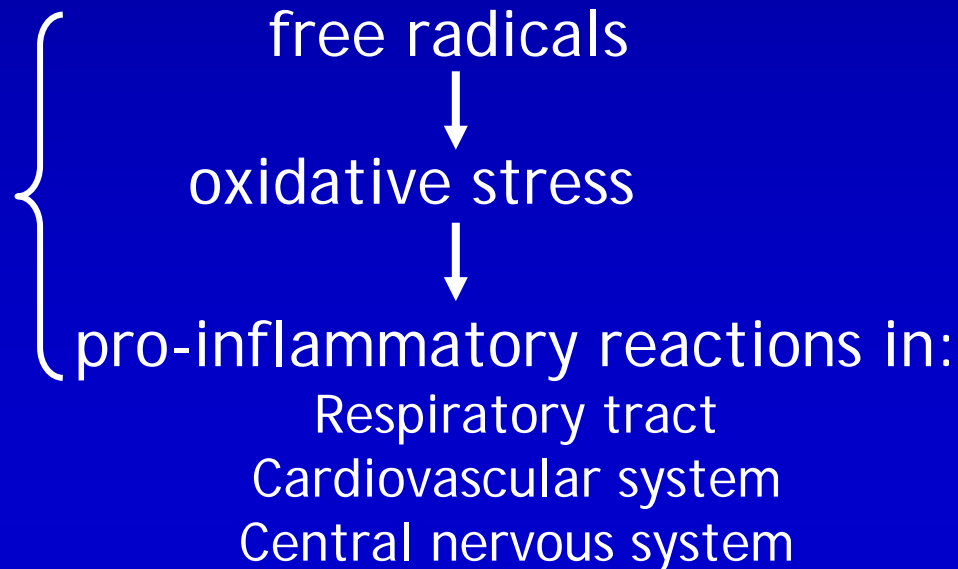 free radicals
oxidative stress
pro-inflammatory reactions in:
Respiratory tract
Cardiovascular system
Central nervous system